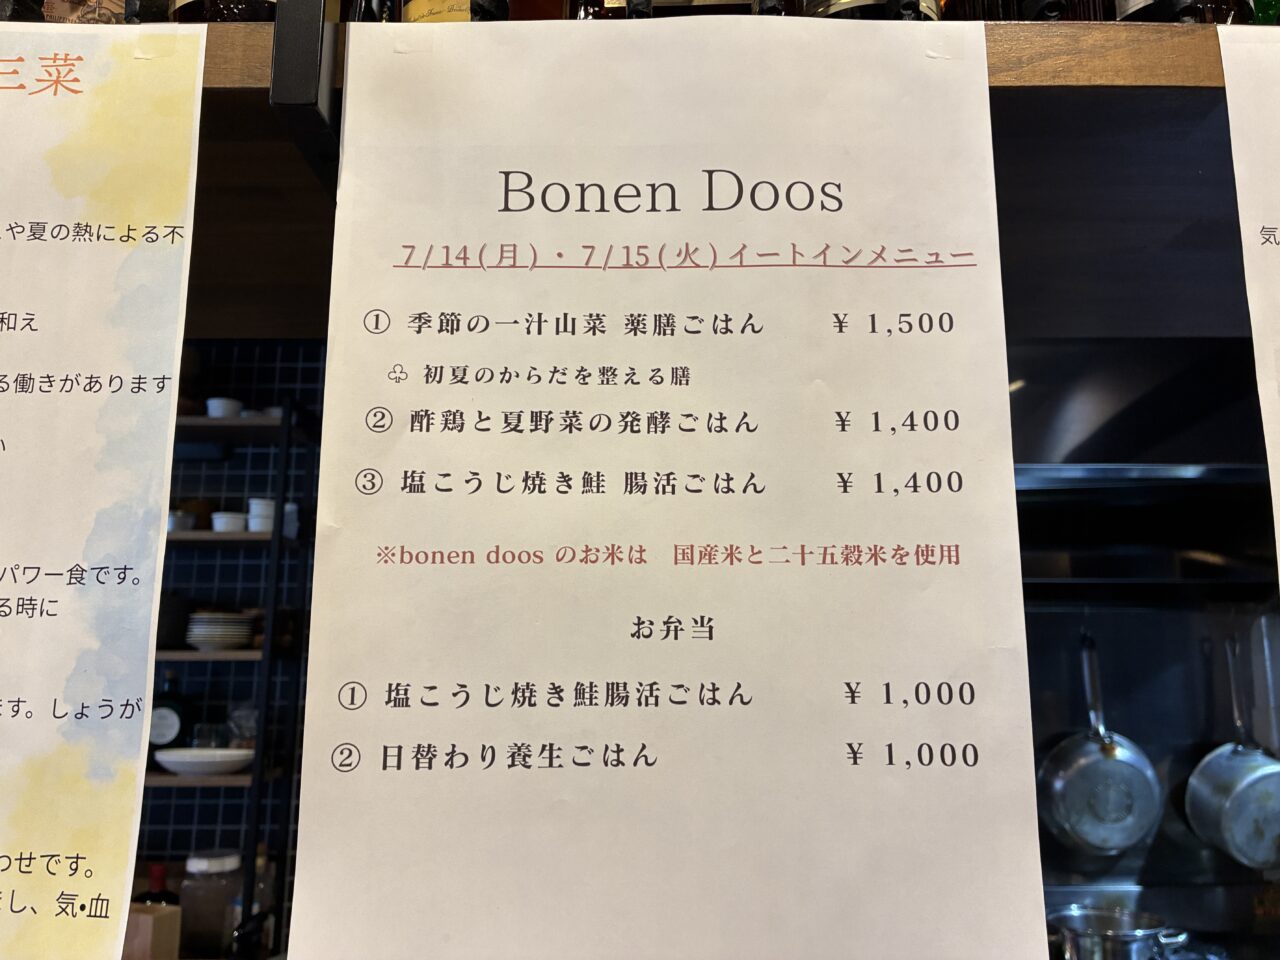 三菜
や夏の熱による不
和え
る働きがあります
い
パワー食です。
る時に
ます。しょうが
わせです。
まし、気・血
Bonen Doos
7/14(月)・7/15(火)イートインメニュー
① 季節の一汁山菜 薬膳ごはん ¥ 1,500
♧ 初夏のからだを整える膳
② 酢鶏と夏野菜の発酵ごはん ¥ 1,400
③ 塩こうじ焼き鮭 腸活ごはん ¥ 1,400
※bonen doos のお米は 国産米と二十五穀米を使用
お弁当
① 塩こうじ焼き鮭腸活ごはん ¥ 1,000
② 日替わり養生ごはん ¥ 1,000
気